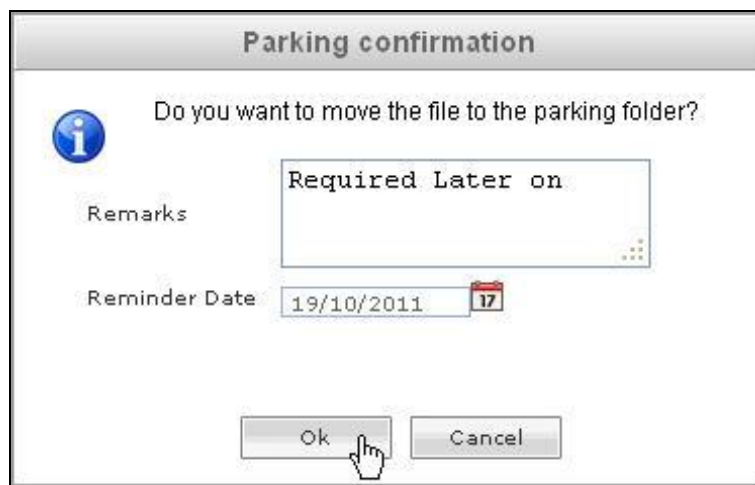 Parking confirmation
Do you want to move the file to the parking folder?
Remarks
Required Later on
Reminder Date
19/10/2011
17
Ok
Cancel